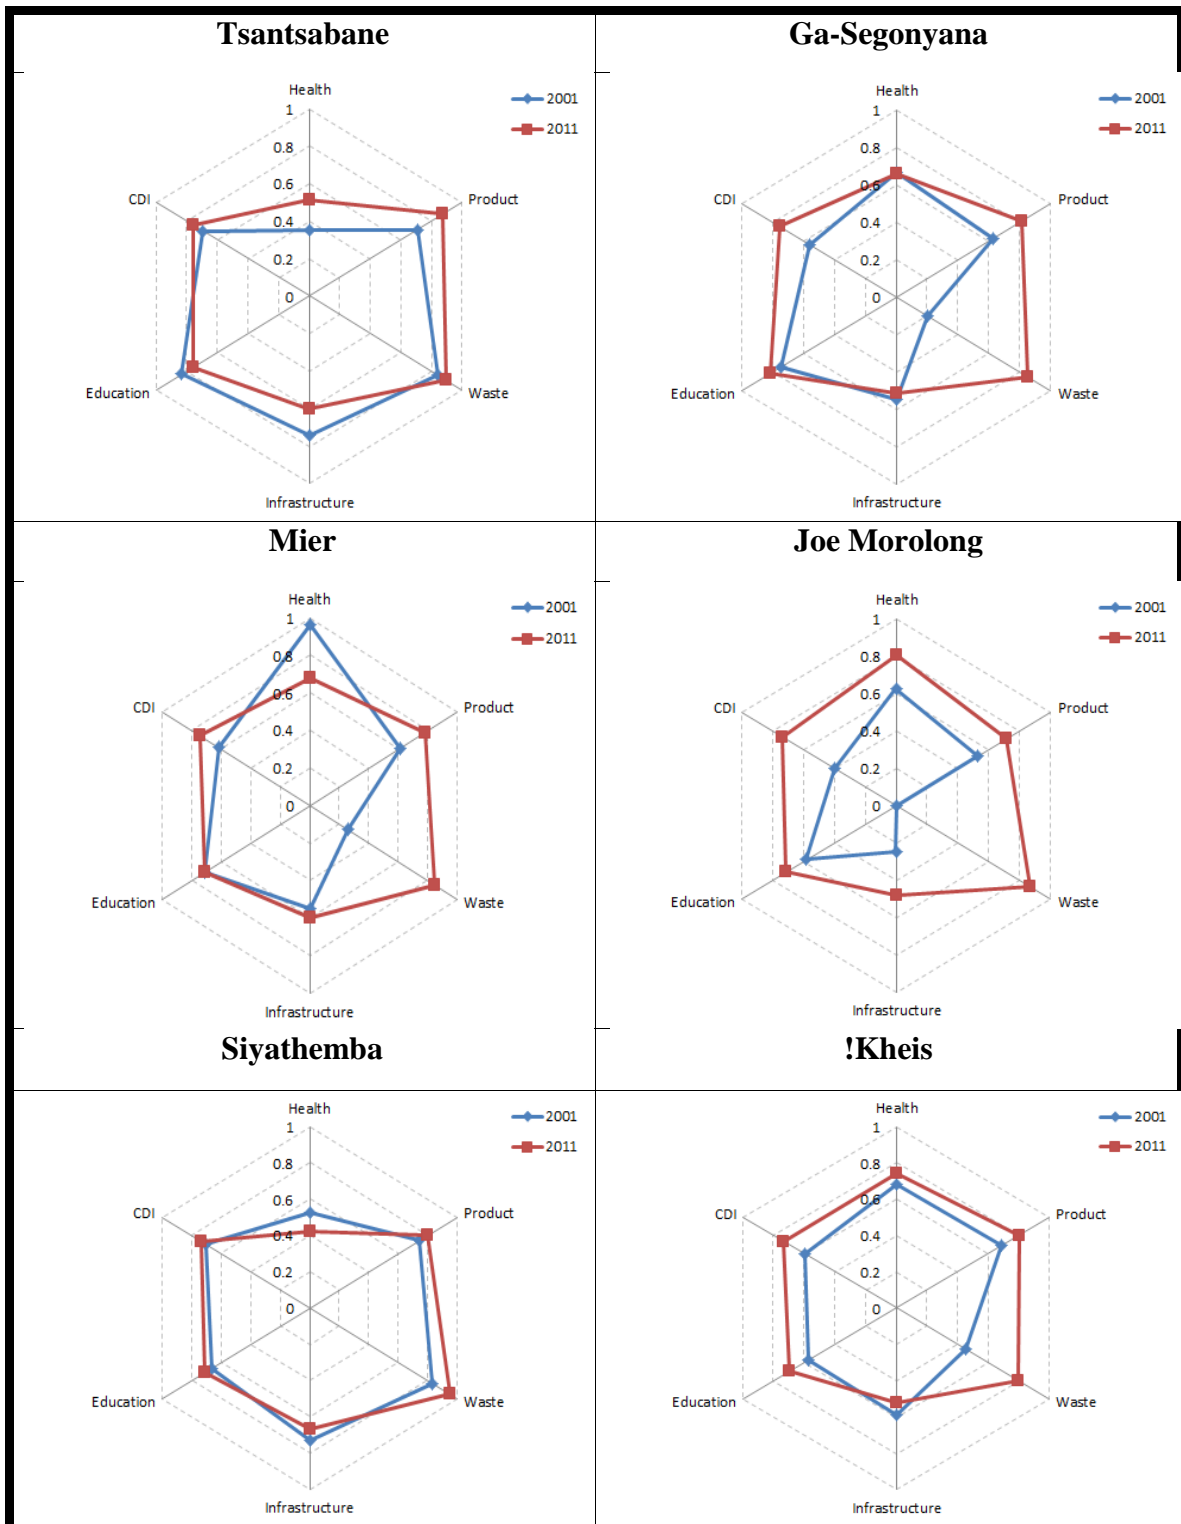 Tsantsabane
Health
2001
2011
1
0.8
0.6
0.4
0.2
0
CDI
Product
Education
Waste
Infrastructure
Ga-Segonyana
Health
2001
2011
1
0.8
0.6
0.4
0.2
0
CDI
Product
Education
Waste
Infrastructure
Mier
Health
2001
2011
1
0.8
0.6
0.4
0.2
0
CDI
Product
Education
Waste
Infrastructure
Joe Morolong
Health
2001
2011
1
0.8
0.6
0.4
0.2
0
CDI
Product
Education
Waste
Infrastructure
Siyathemba
Health
2001
2011
1
0.8
0.6
0.4
0.2
0
CDI
Product
Education
Waste
Infrastructure
!Kheis
Health
2001
2011
1
0.8
0.6
0.4
0.2
0
CDI
Product
Education
Waste
Infrastructure